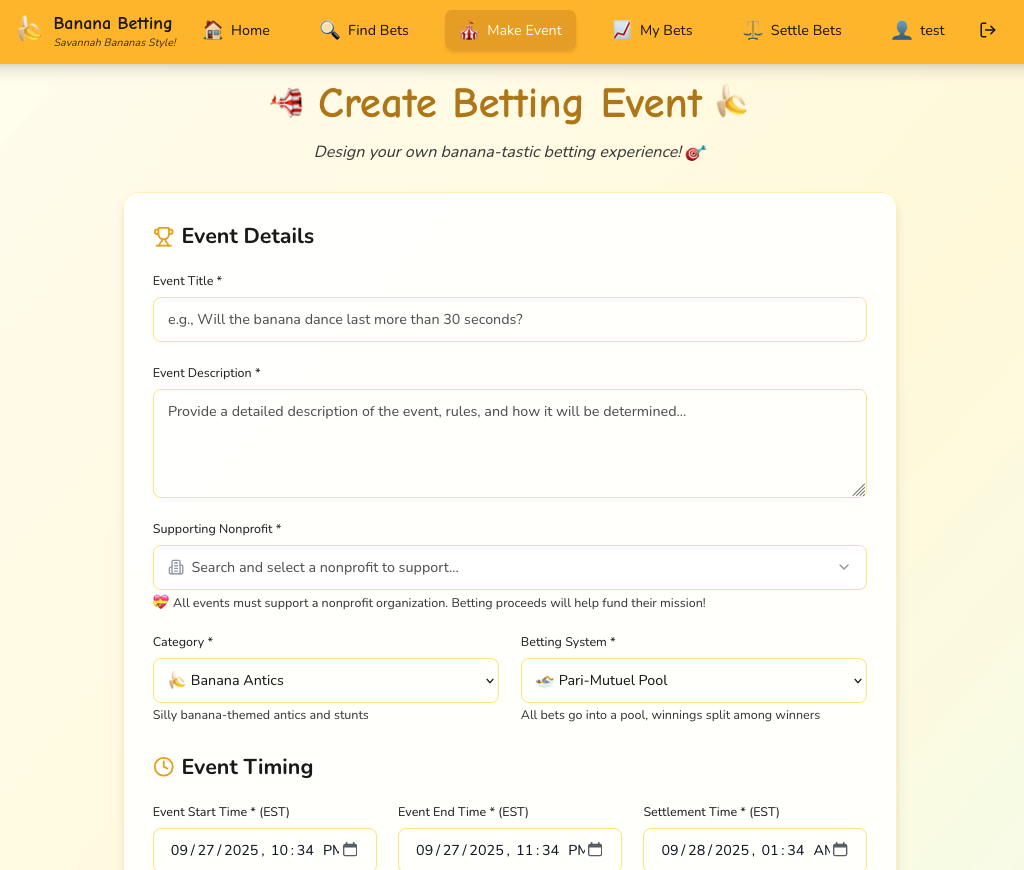 Banana Betting
Savannah Bananas Style!
Home
Find Bets
Make Event
My Bets
Settle Bets
test
Create Betting Event
Design your own banana-tastic betting experience!
Event Details
Event Title *
e.g., Will the banana dance last more than 30 seconds?
Event Description *
Provide a detailed description of the event, rules, and how it will be determined...
Supporting Nonprofit *
Search and select a nonprofit to support...
All events must support a nonprofit organization. Betting proceeds will help fund their mission!
Category *
Betting System *
Banana Antics
Pari-Mutuel Pool
Silly banana-themed antics and stunts
All bets go into a pool, winnings split among winners
Event Timing
Event Start Time * (EST)
Event End Time * (EST)
Settlement Time * (EST)
09/27/2025, 10:34 PM
09/27/2025, 11:34 PM
09/28/2025, 01:34 AM